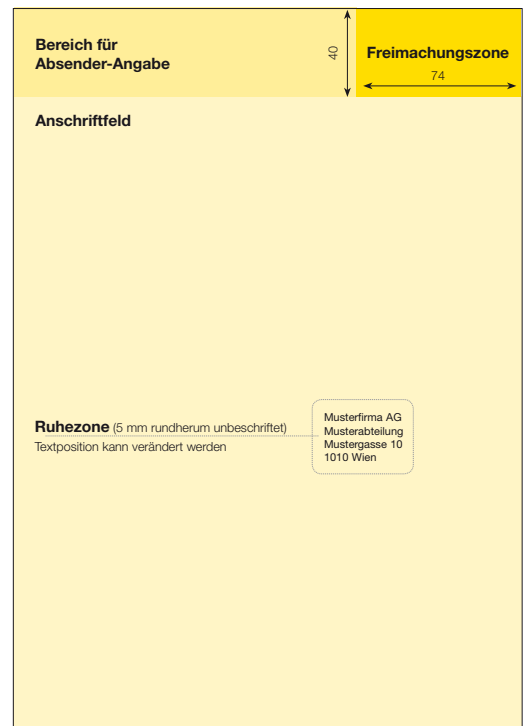 Bereich für
Absender-Angabe
40
Freimachungszone
74
Anschriftfeld
Ruhezone (5 mm rundherum unbeschriftet)
Textposition kann verändert werden
Musterfirma AG
Musterabteilung
Mustergasse 10
1010 Wien